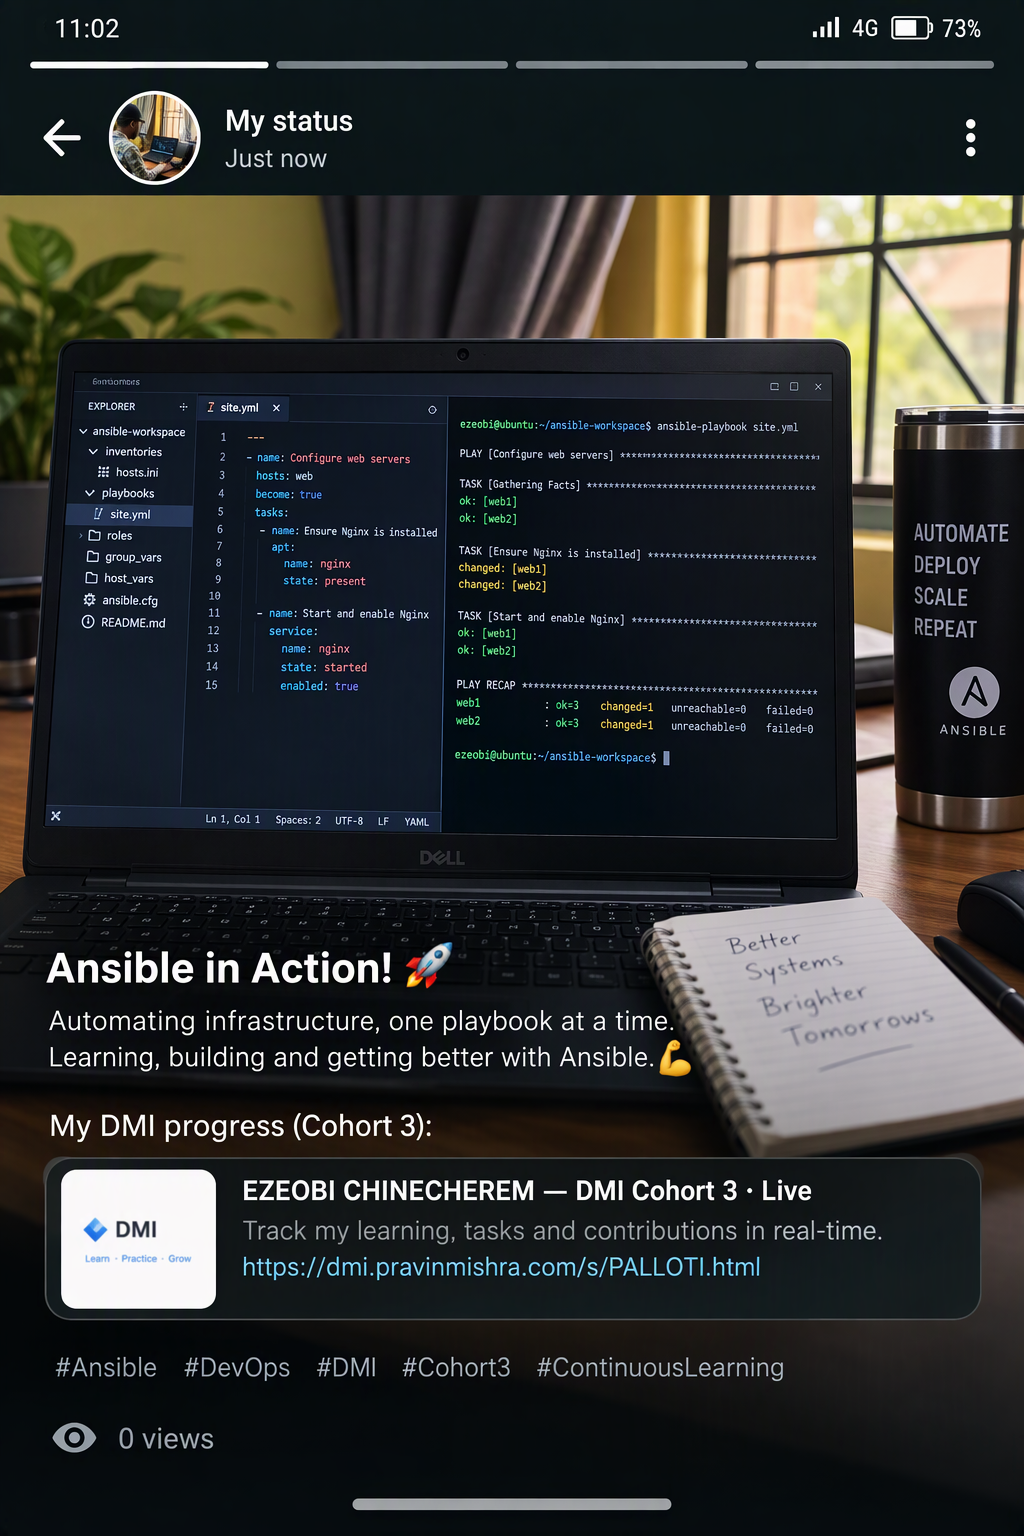 11:02
4G 73%
My status
Just now
EXPLORER
ansible-workspace
inventories
hosts.ini
playbooks
site.yml
roles
group_vars
host_vars
ansible.cfg
README.md
site.yml ×
1 ---
2 - name: Configure web servers
3 hosts: web
4 become: true
5 tasks:
6 - name: Ensure Nginx is installed
7 apt:
8 name: nginx
9 state: present
10
11 - name: Start and enable Nginx
12 service:
13 name: nginx
14 state: started
15 enabled: true
Ln 1, Col 1 Spaces: 2 UTF-8 LF YAML
ezeobi@ubuntu:~/ansible-workspace$ ansible-playbook site.yml
PLAY [Configure web servers] ********************************
TASK [Gathering Facts] *************************************
ok: [web1]
ok: [web2]
TASK [Ensure Nginx is installed] ***************************
changed: [web1]
changed: [web2]
TASK [Start and enable Nginx] ******************************
ok: [web1]
ok: [web2]
PLAY RECAP ************************************************
web1 : ok=3 changed=1 unreachable=0 failed=0
web2 : ok=3 changed=1 unreachable=0 failed=0
ezeobi@ubuntu:~/ansible-workspace$
DELL
AUTOMATE
DEPLOY
SCALE
REPEAT
ANSIBLE
Better
Systems
Brighter
Tomorrows
Ansible in Action! 🚀
Automating infrastructure, one playbook at a time.
Learning, building and getting better with Ansible. 💪
My DMI progress (Cohort 3):
DMI
Learn · Practice · Grow
EZEOBI CHINECHEREM — DMI Cohort 3 · Live
Track my learning, tasks and contributions in real-time.
https://dmi.pravinmishra.com/s/PALLOTI.html
#Ansible #DevOps #DMI #Cohort3 #ContinuousLearning
0 views